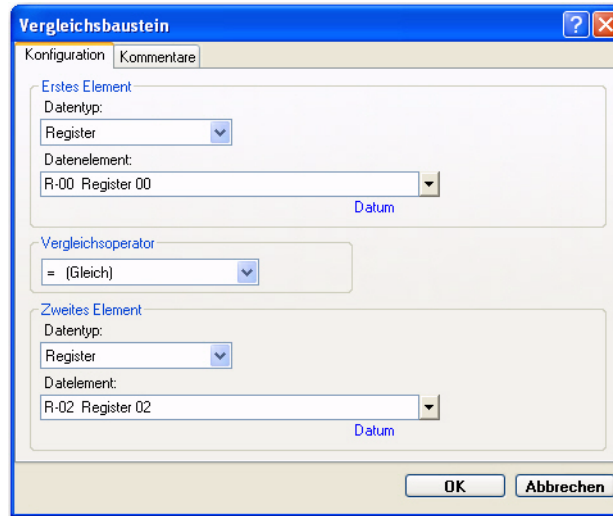 Vergleichsbaustein
Konfiguration Kommentare
Erstes Element
Datentyp:
Register
Datenelement:
R-00 Register 00
Datum
Vergleichsoperator
= (Gleich)
Zweites Element
Datentyp:
Register
Datelement:
R-02 Register 02
Datum
OK Abbrechen